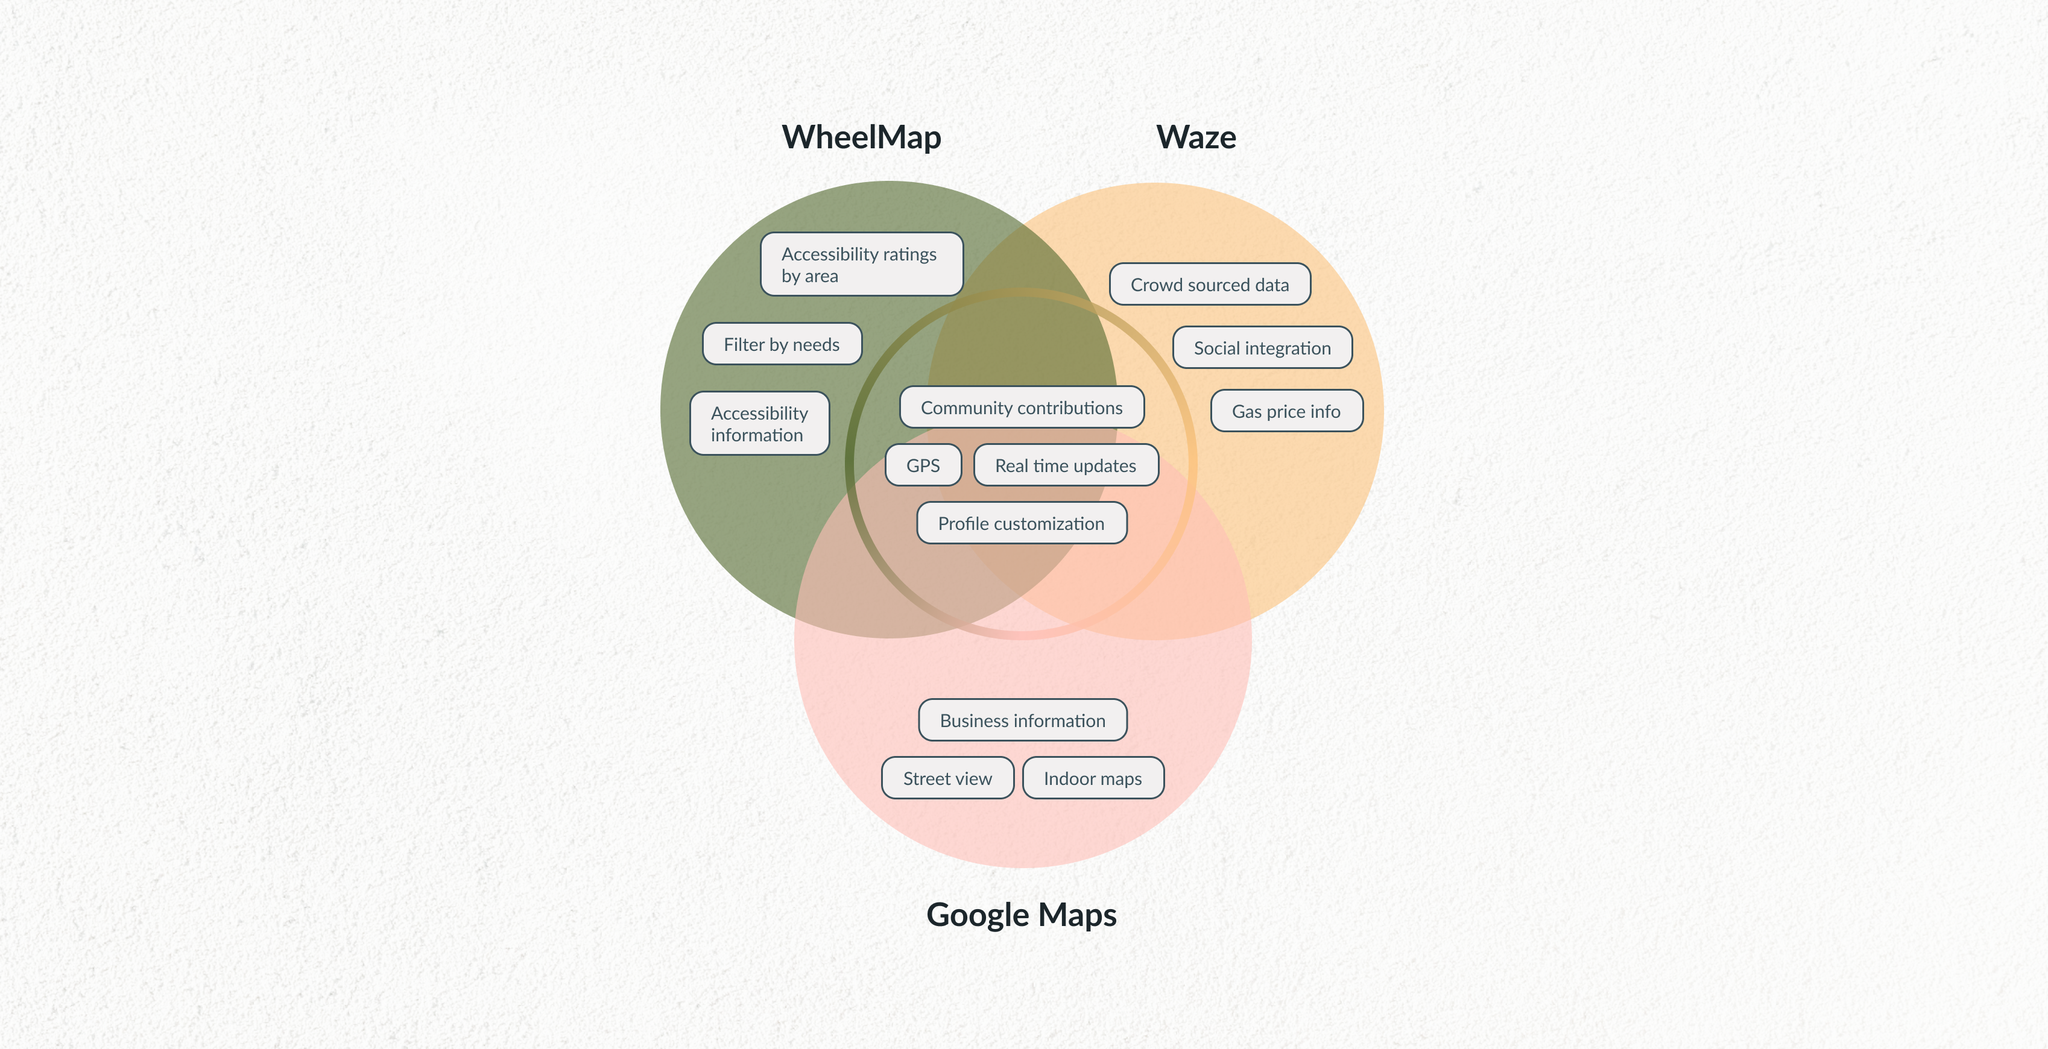 WheelMap
Waze
Accessibility ratings
by area
Filter by needs
Accessibility
information
Crowd sourced data
Social integration
Gas price info
Community contributions
GPS
Real time updates
Profile customization
Business information
Street view
Indoor maps
Google Maps